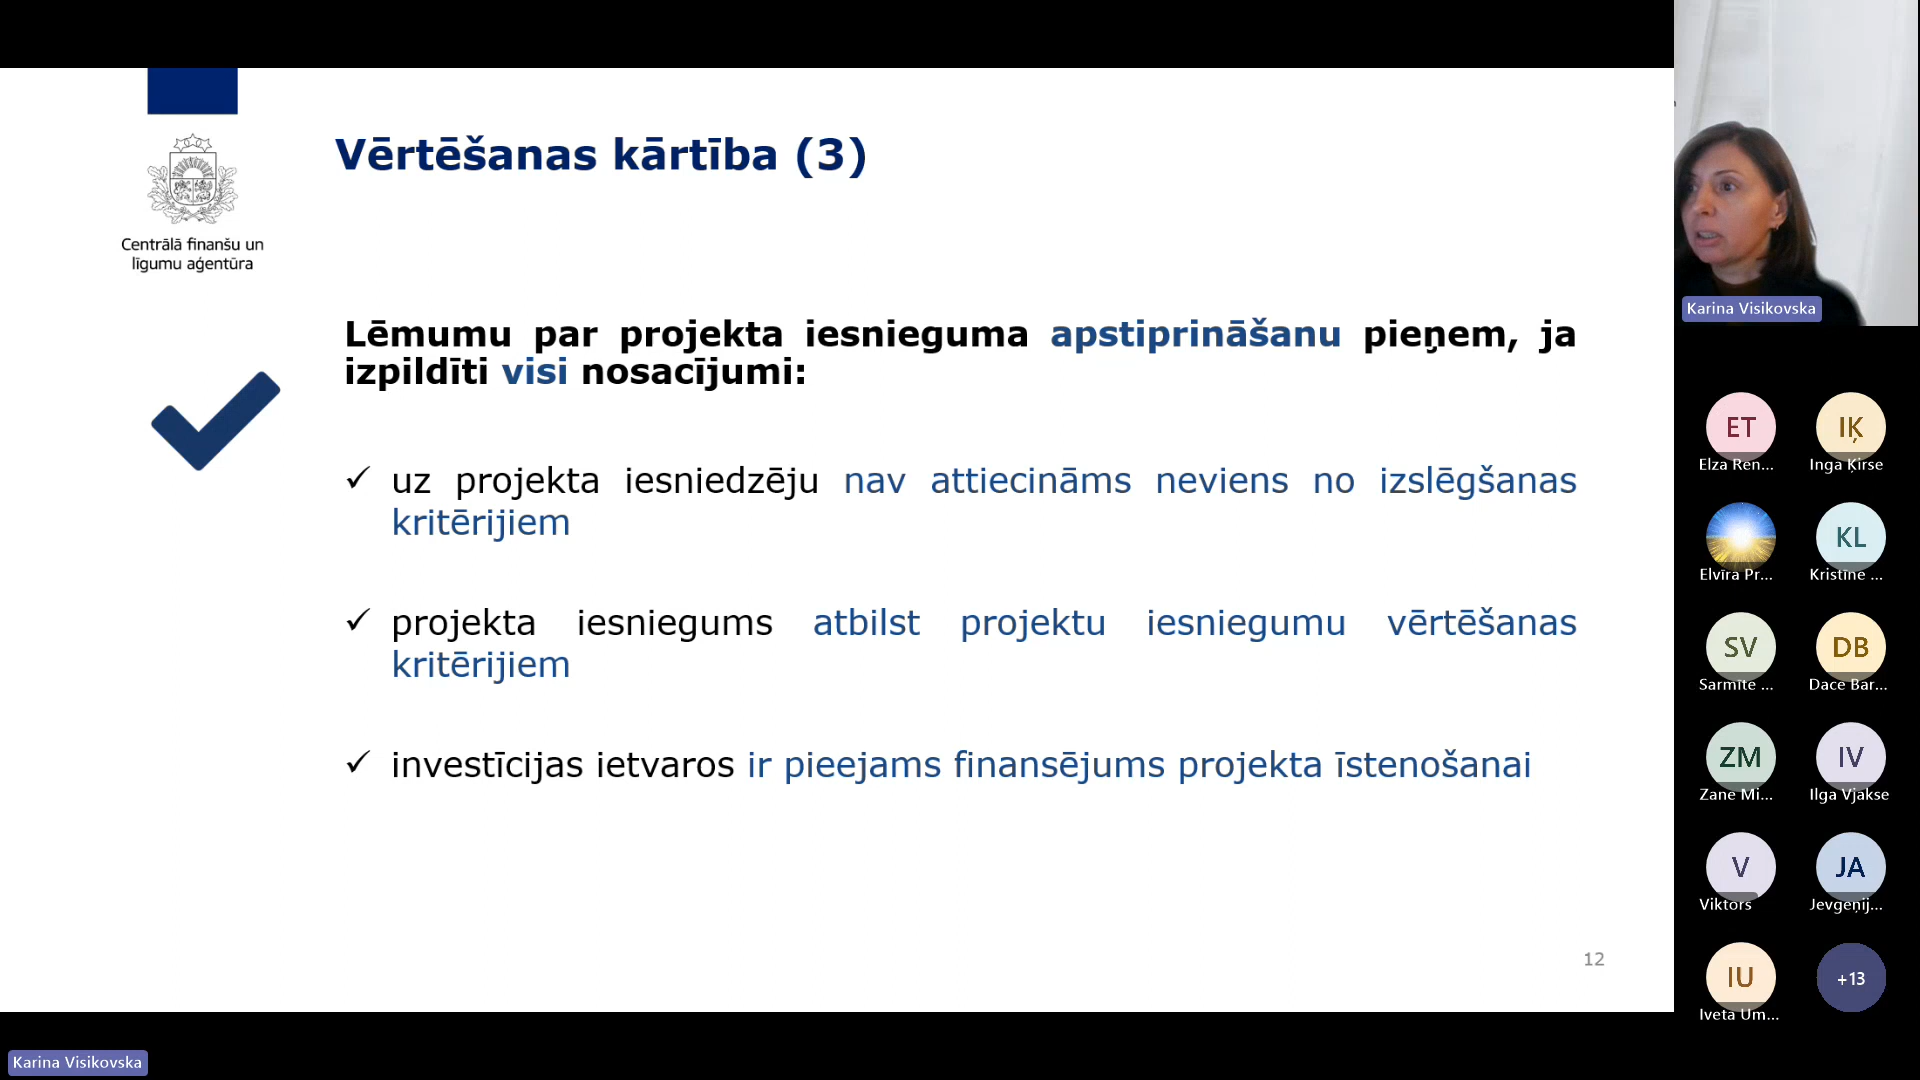 Vērtēšanas kārtība (3)
Centrālā finanšu un
līgumu aģentūra
Lēmumu par projekta iesnieguma apstiprināšanu pieņem, ja
izpildīti visi nosacījumi:
✓ uz projekta iesniedzēju nav attiecināms neviens no izslēgšanas
kritērijiem
✓ projekta iesniegums atbilst projektu iesniegumu vērtēšanas
kritērijiem
✓ investīcijas ietvaros ir pieejams finansējums projekta īstenošanai
12
Karina Visikovska
ET
Elza Ren...
IĶ
Inga Ķirse
Elvīra Pr...
KL
Kristīne ...
SV
Sarmīte ...
DB
Dace Bar...
ZM
Zane Mi...
IV
Ilga Vjakse
V
Viktors
JA
Jevgeņij...
IU
Iveta Um...
+13
Karina Visikovska